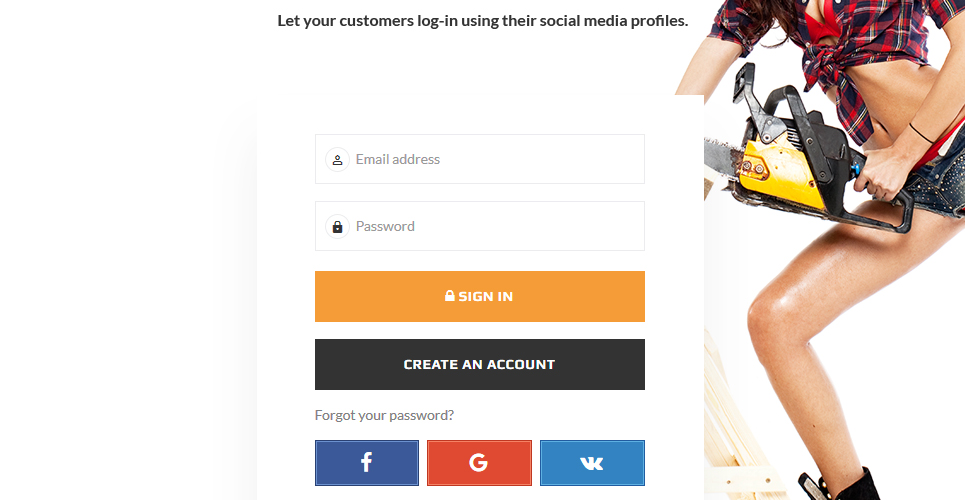 Let your customers log-in using their social media profiles.
Email address
Password
SIGN IN
CREATE AN ACCOUNT
Forgot your password?